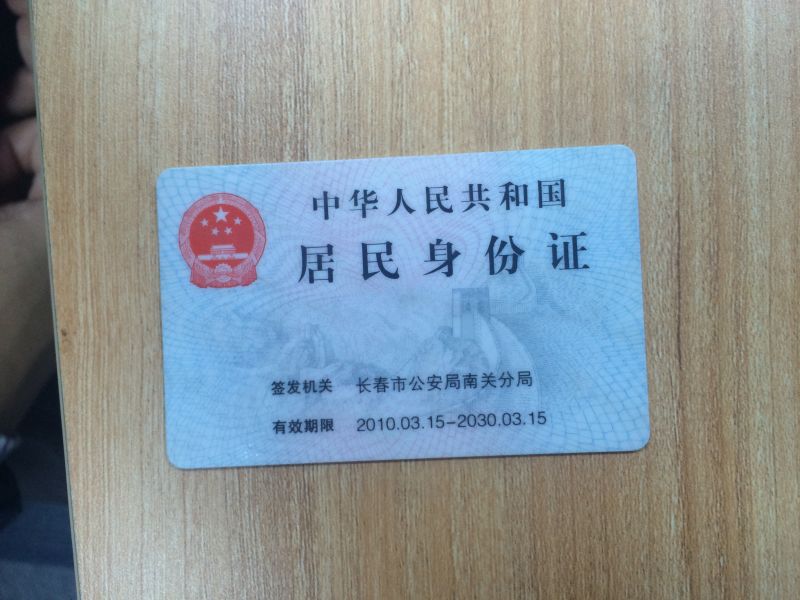 中华人民共和国
居民身份证
签发机关 长春市公安局南关分局
有效期限 2010.03.15-2030.03.15